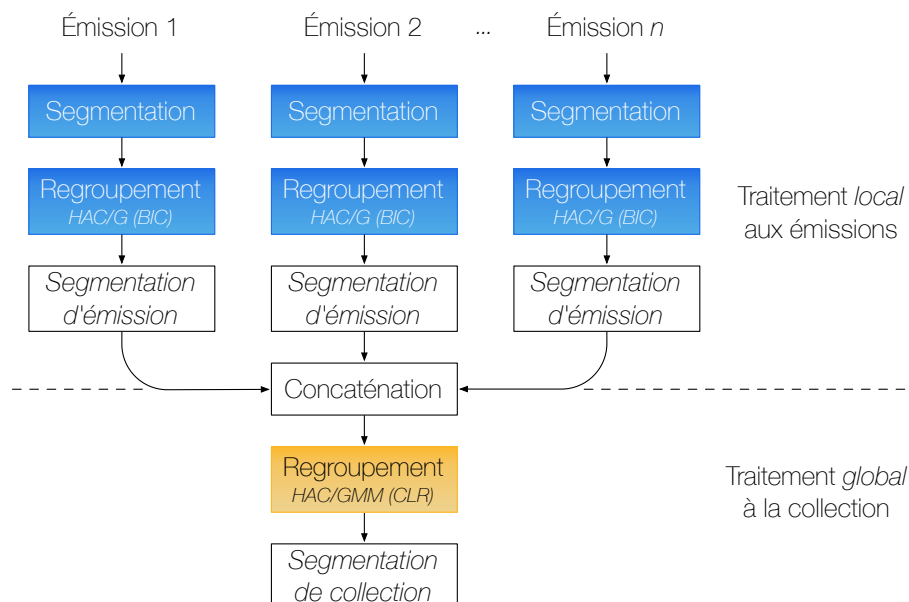 Émission 1
Émission 2
...
Émission n
Segmentation
Segmentation
Segmentation
Regroupement
HAC/G (BIC)
Regroupement
HAC/G (BIC)
Regroupement
HAC/G (BIC)
Traitement local
aux émissions
Segmentation
d'émission
Segmentation
d'émission
Segmentation
d'émission
Concaténation
Regroupement
HAC/GMM (CLR)
Traitement global
à la collection
Segmentation
de collection